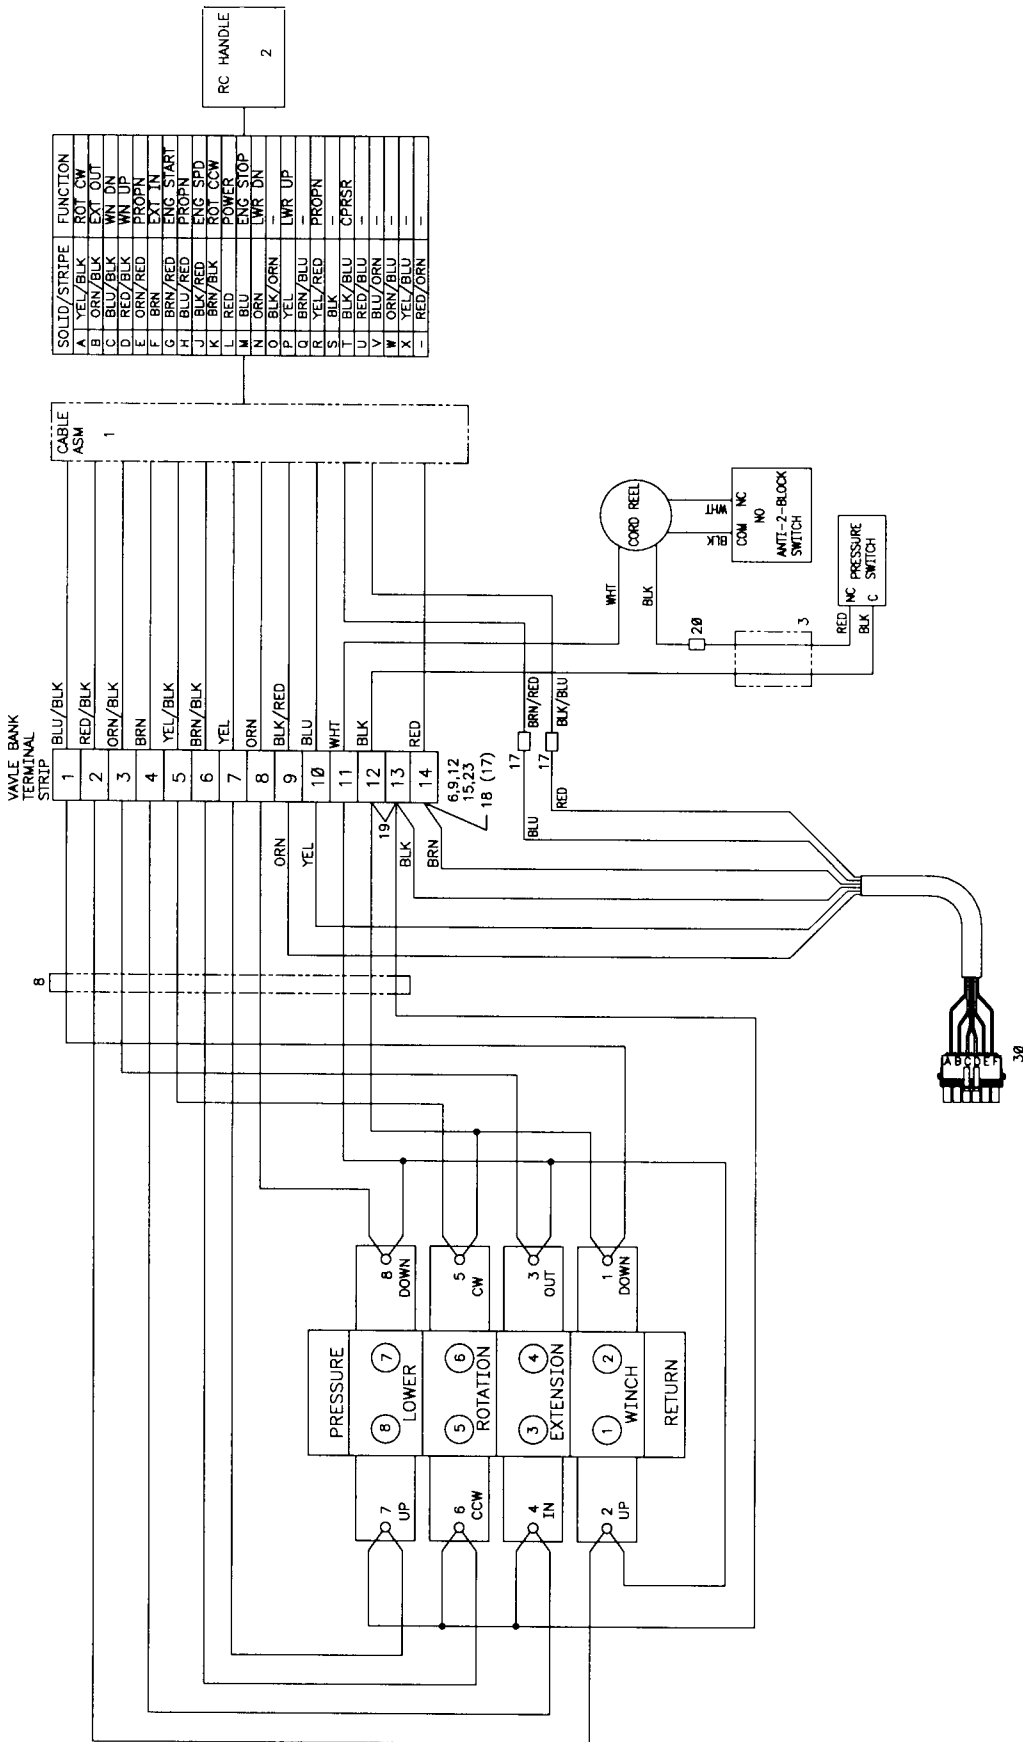 RC HANDLE
2
SOLID/STRIPE FUNCTION
A YEL/BLK ROT CW
B ORN/BLK EXT OUT
C BLU/BLK WN DN
D RED/BLK WN UP
E ORN/RED PROPN
F BRN EXT IN
G BRN/RED ENG START
H BLU/RED PROPN
J BLK/RED ENG SPD
K BRN/BLK ROT CCW
L RED POWER
M BLU ENG STOP
N ORN LWR DN
O BLK/ORN -
P YEL LWR UP
Q BRN/BLU -
R YEL/RED PROPN
S BLK -
T BLK/BLU CPRSR
U RED/BLU -
V BLU/ORN -
W ORN/BLU -
X YEL/BLU -
- RED/ORN -
CABLE
ASM
1
VAVLE BANK
TERMINAL
STRIP
1 BLU/BLK
2 RED/BLK
3 ORN/BLK
4 BRN
5 YEL/BLK
6 BRN/BLK
7 YEL
8 ORN
9 BLK/RED
10 BLU
11 WHT
12 BLK
13
14 RED
6,9,12
15,23
18 (17)
19
ORN
YEL
BLK
BRN
BLU
RED
17
17
BRN/RED
BLK/BLU
CORD REEL
WHT
BLK
BLK
WHT
COM NC
NO
ANTI-2-BLOCK
SWITCH
20
3
RED
BLK
NC PRESSURE
C SWITCH
8
A B C D E F
30
8
DOWN
5
CW
3
OUT
1
DOWN
PRESSURE
8 7
LOWER
5 6
ROTATION
3 4
EXTENSION
1 2
WINCH
RETURN
7
UP
6
CCW
4
IN
2
UP